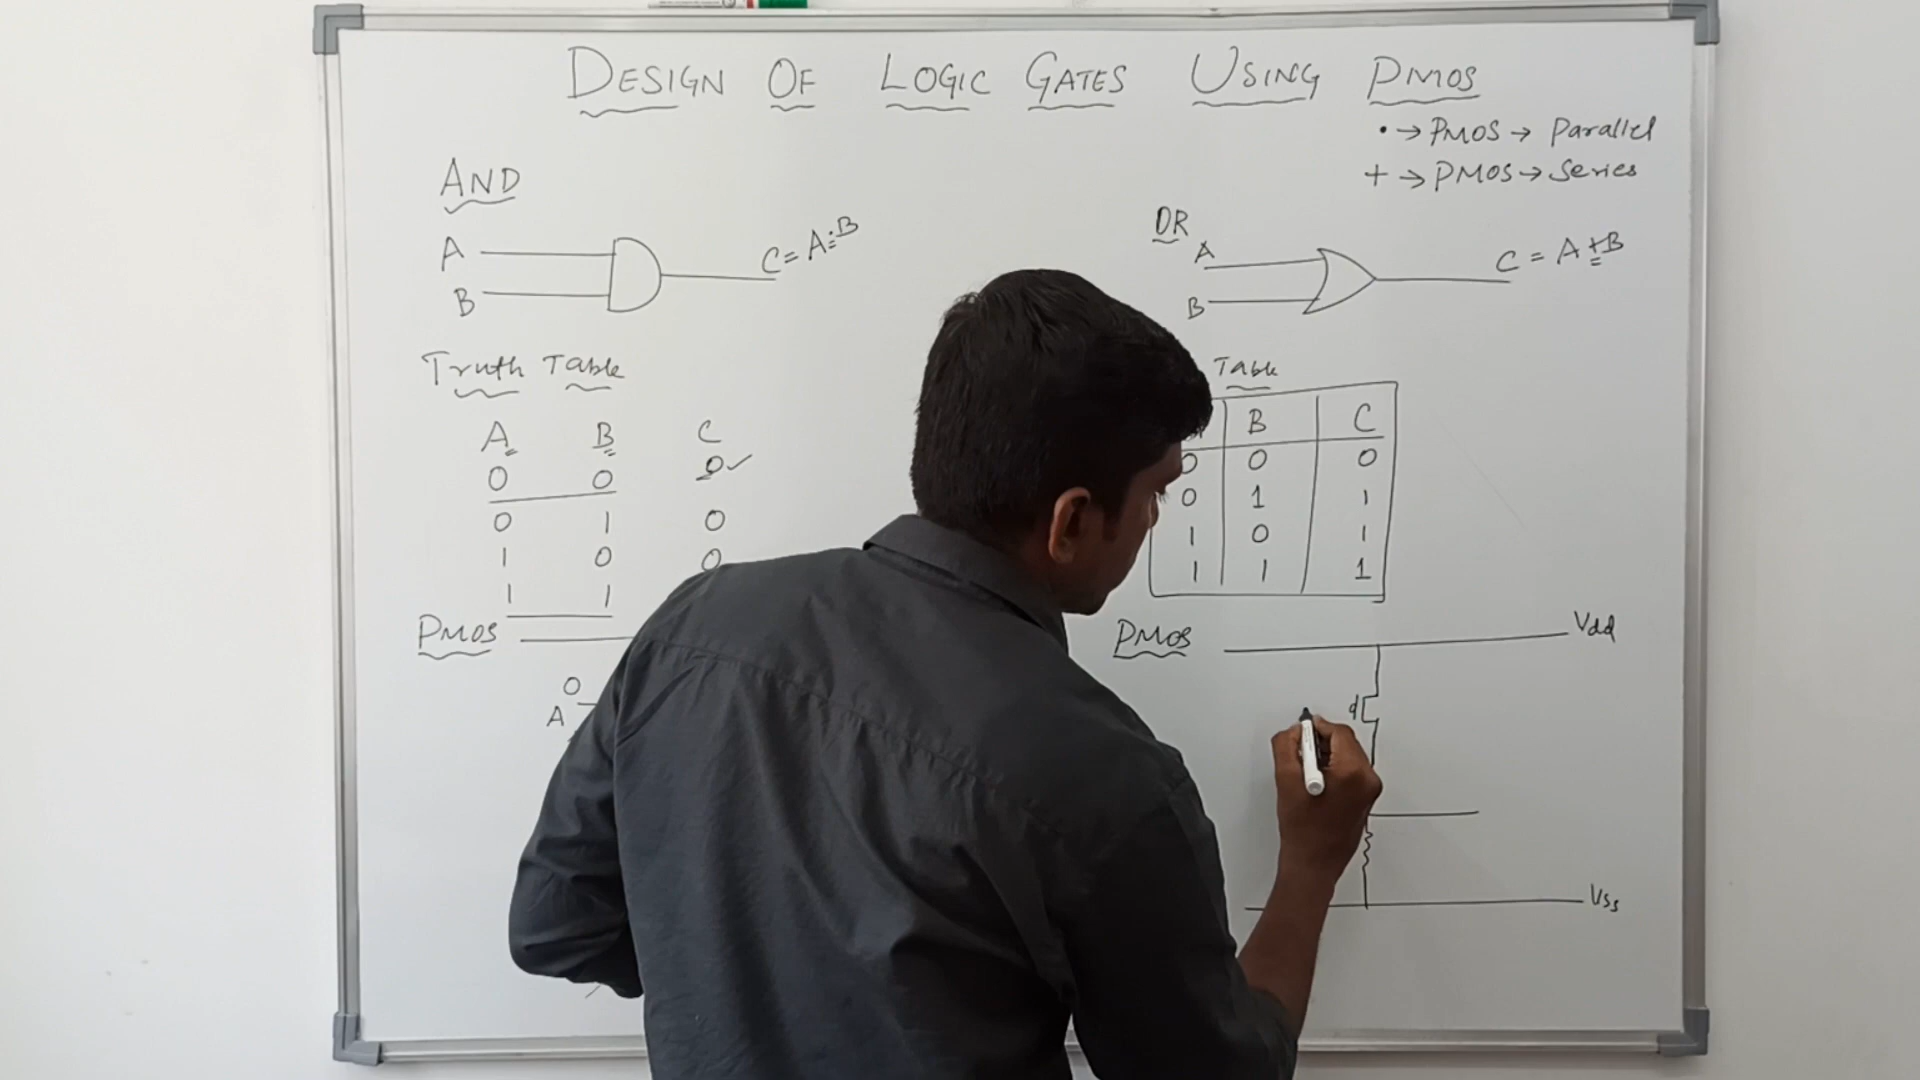 DESIGN OF LOGIC GATES USING PMOS
• → PMOS → Parallel
+ → PMOS → Series
AND
A
B
C = A.B
Truth Table
A B C
0 0 0 ✓
0 1 0
1 0 0
1 1
PMOS
0
A
OR
A
B
C = A+B
Table
B C
0 0 0
0 1 1
1 0 1
1 1 1
PMOS
Vdd
Vss